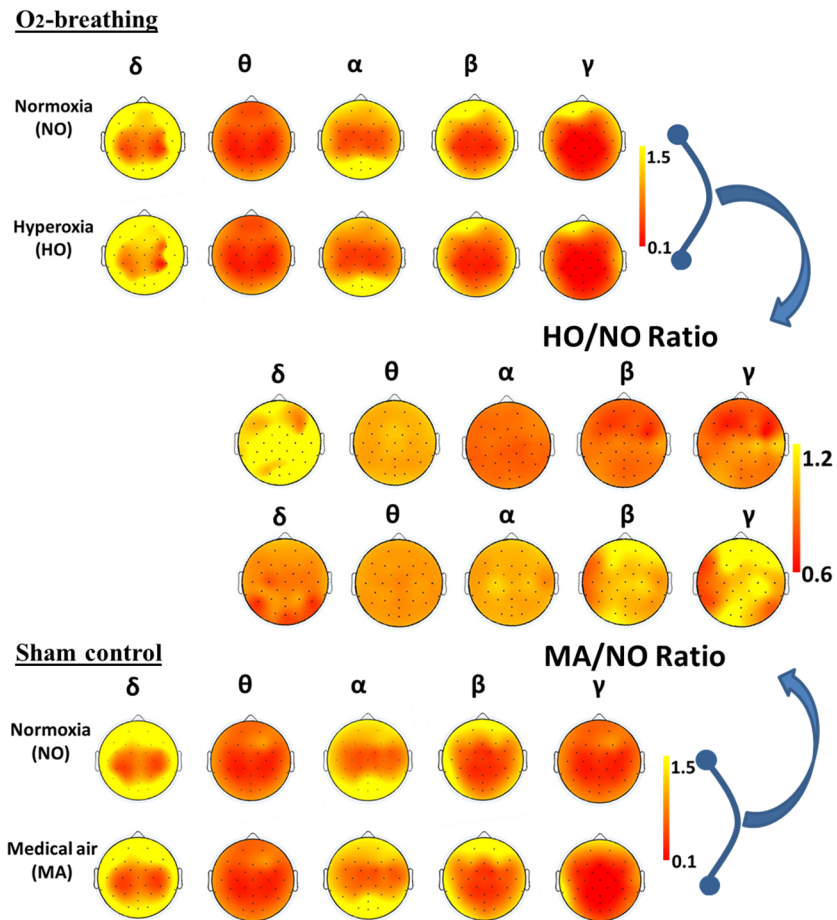 O2-breathing
δ θ α β γ
Normoxia
(NO)
1.5
Hyperoxia
(HO)
0.1
HO/NO Ratio
δ θ α β γ
1.2
δ θ α β γ
0.6
Sham control
MA/NO Ratio
δ θ α β γ
Normoxia
(NO)
1.5
Medical air
(MA)
0.1